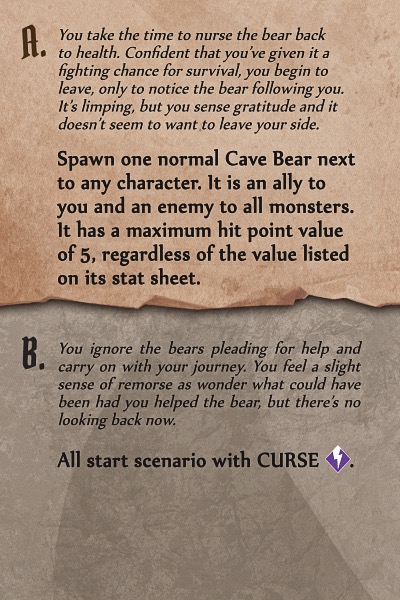 A.
You take the time to nurse the bear back
to health. Confident that you've given it a
fighting chance for survival, you begin to
leave, only to notice the bear following you.
It's limping, but you sense gratitude and it
doesn't seem to want to leave your side.
Spawn one normal Cave Bear next
to any character. It is an ally to
you and an enemy to all monsters.
It has a maximum hit point value
of 5, regardless of the value listed
on its stat sheet.
B.
You ignore the bears pleading for help and
carry on with your journey. You feel a slight
sense of remorse as wonder what could have
been had you helped the bear, but there's no
looking back now.
All start scenario with CURSE .